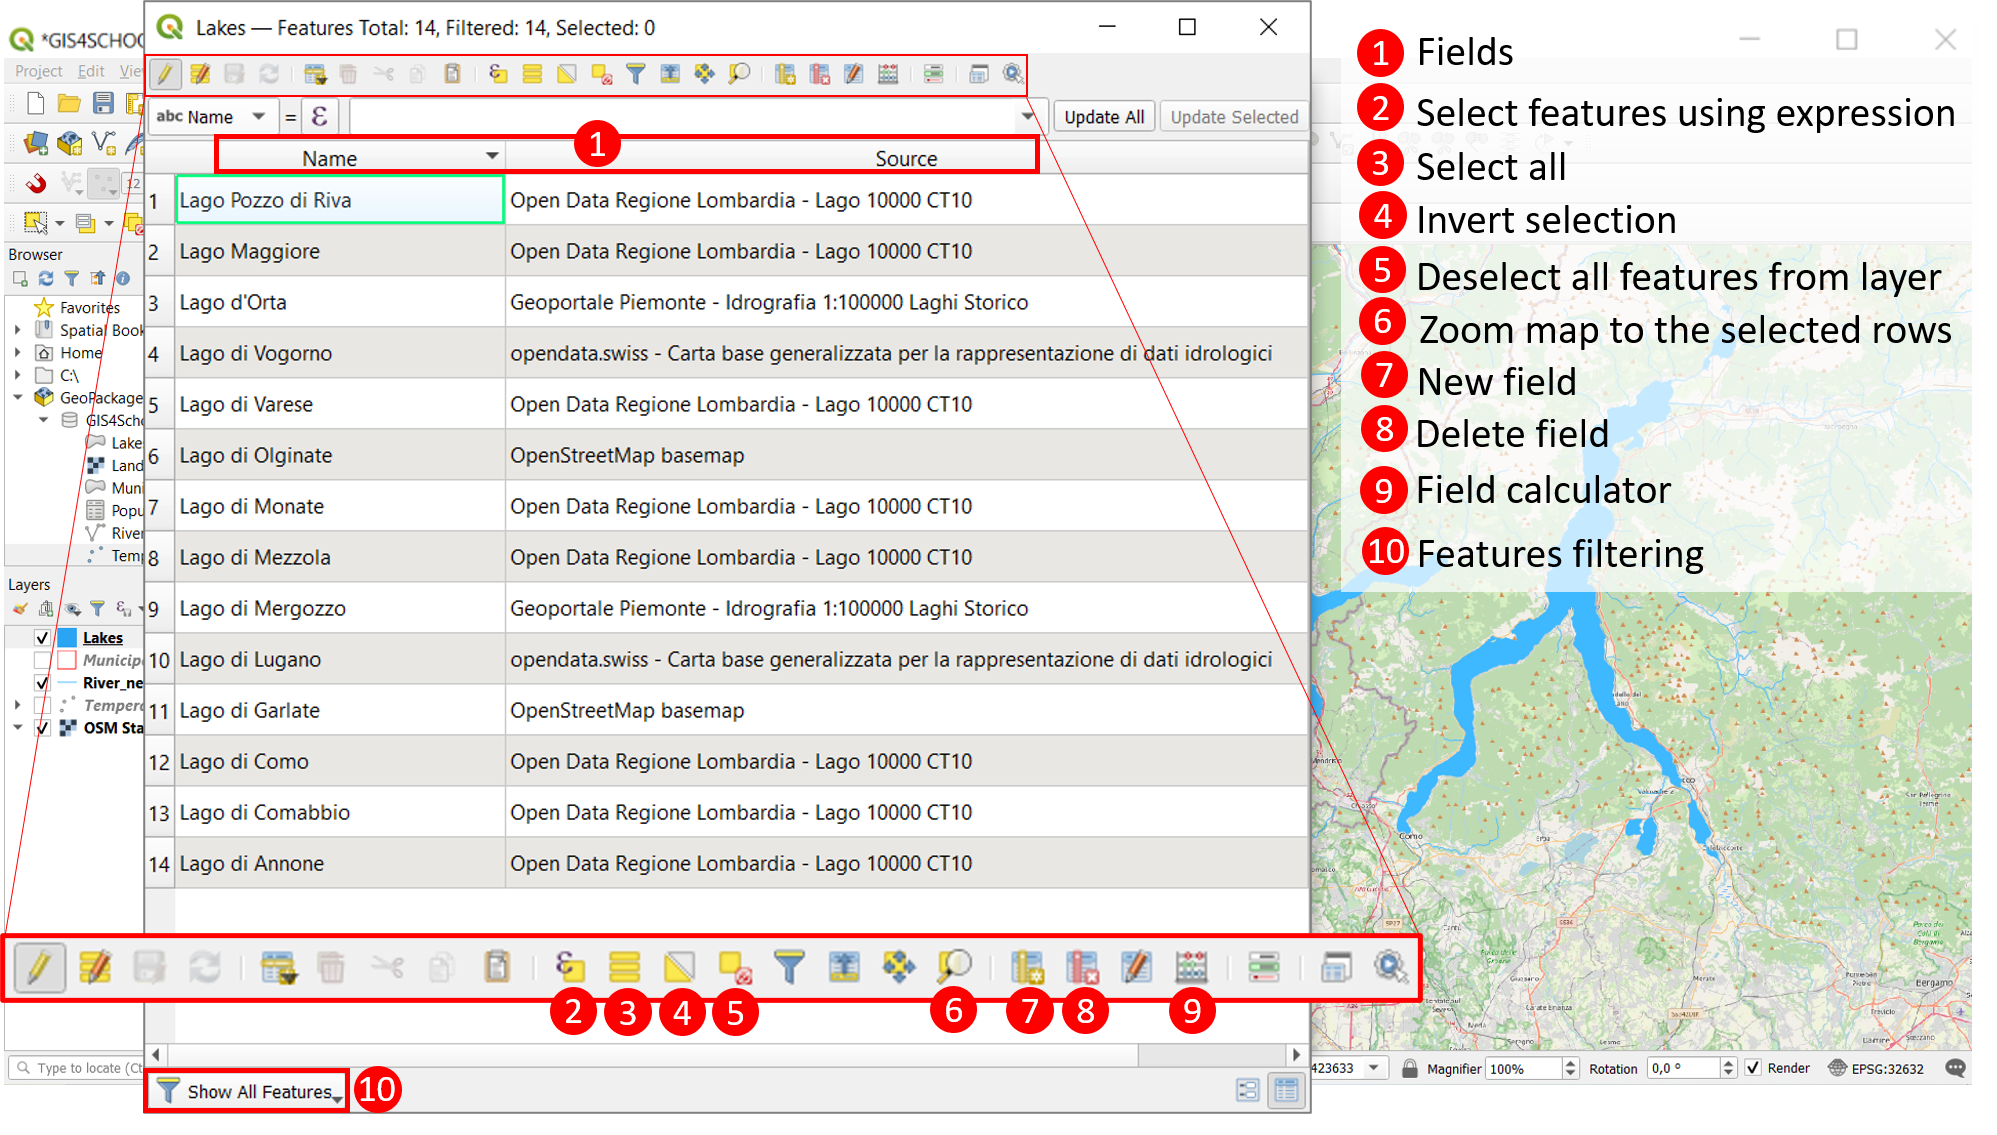 *GIS4SCHOO
Project Edit Vie
Lakes — Features Total: 14, Filtered: 14, Selected: 0
abc Name = ε Update All Update Selected
12
Name Source
1
1 Lago Pozzo di Riva Open Data Regione Lombardia - Lago 10000 CT10
2 Lago Maggiore Open Data Regione Lombardia - Lago 10000 CT10
3 Lago d'Orta Geoportale Piemonte - Idrografia 1:100000 Laghi Storico
4 Lago di Vogorno opendata.swiss - Carta base generalizzata per la rappresentazione di dati idrologici
5 Lago di Varese Open Data Regione Lombardia - Lago 10000 CT10
6 Lago di Olginate OpenStreetMap basemap
7 Lago di Monate Open Data Regione Lombardia - Lago 10000 CT10
8 Lago di Mezzola Open Data Regione Lombardia - Lago 10000 CT10
9 Lago di Mergozzo Geoportale Piemonte - Idrografia 1:100000 Laghi Storico
10 Lago di Lugano opendata.swiss - Carta base generalizzata per la rappresentazione di dati idrologici
11 Lago di Garlate OpenStreetMap basemap
12 Lago di Como Open Data Regione Lombardia - Lago 10000 CT10
13 Lago di Comabbio Open Data Regione Lombardia - Lago 10000 CT10
14 Lago di Annone Open Data Regione Lombardia - Lago 10000 CT10
2 3 4 5 6 7 8 9
Show All Features
10
Browser
Favorites
Spatial Book
Home
C:\
GeoPackage
GIS4Scho
Lake
Land
Muni
Popu
River
Temp
Layers
Lakes
Municip
River_ne
Tempera
OSM Sta
Type to locate (Ct
1 Fields
2 Select features using expression
3 Select all
4 Invert selection
5 Deselect all features from layer
6 Zoom map to the selected rows
7 New field
8 Delete field
9 Field calculator
10 Features filtering
Como
Erba
Cantù
Merate
Bergamo
Seregno
423633 Magnifier 100% Rotation 0,0 ° Render EPSG:32632